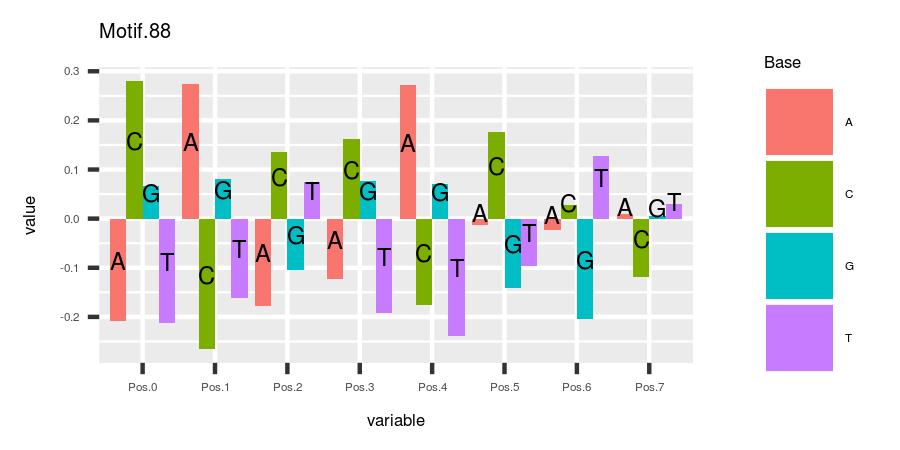 Motif.88
value
0.3
0.2
0.1
0.0
-0.1
-0.2
A C G T A C G T A C G T A C G T A C G T A C G T A C G T A C G T
Pos.0 Pos.1 Pos.2 Pos.3 Pos.4 Pos.5 Pos.6 Pos.7
variable
Base
A
C
G
T